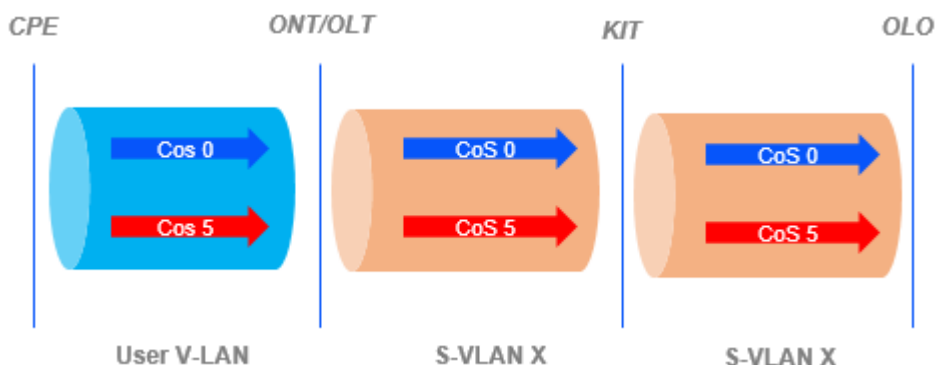 CPE
ONT/OLT
KIT
OLO
Cos 0
CoS 0
CoS 0
Cos 5
CoS 5
CoS 5
User V-LAN
S-VLAN X
S-VLAN X